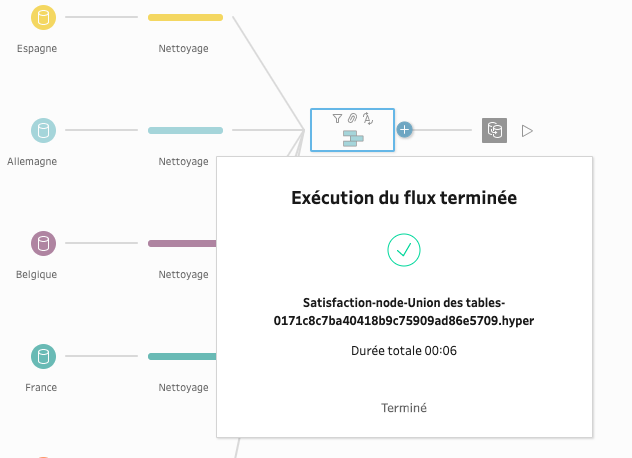 Espagne
Nettoyage
Allemagne
Nettoyage
Belgique
Nettoyage
France
Nettoyage
Exécution du flux terminée
Satisfaction-node-Union des tables-
0171c8c7ba40418b9c75909ad86e5709.hyper
Durée totale 00:06
Terminé